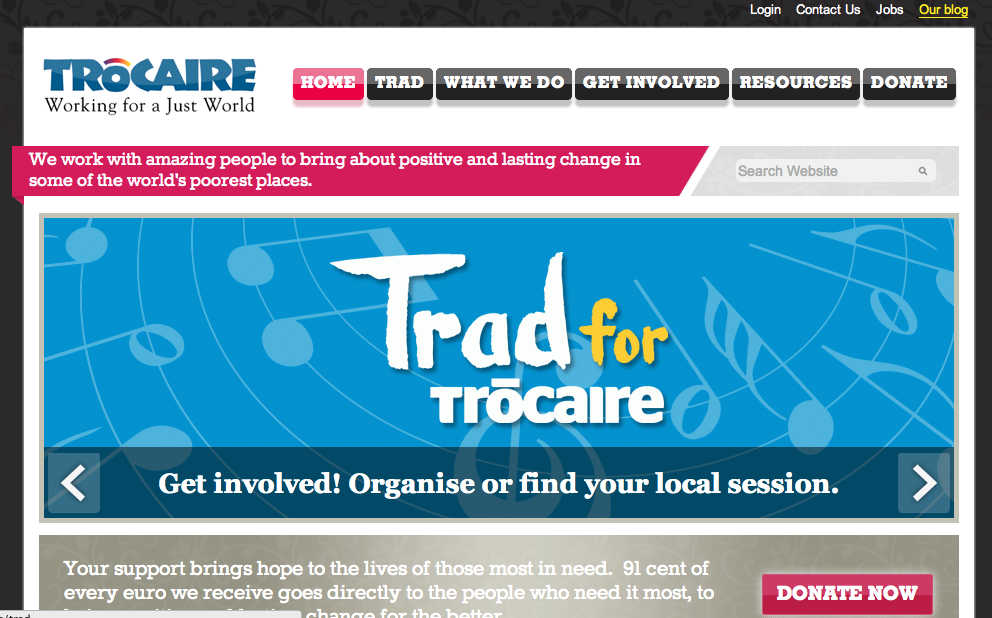 Login Contact Us Jobs Our blog
TRÓCAIRE
Working for a Just World
HOME TRAD WHAT WE DO GET INVOLVED RESOURCES DONATE
We work with amazing people to bring about positive and lasting change in
some of the world's poorest places.
Search Website
Trad for
Trōcaire
Get involved! Organise or find your local session.
Your support brings hope to the lives of those most in need. 91 cent of
every euro we receive goes directly to the people who need it most, to
change for the better
DONATE NOW